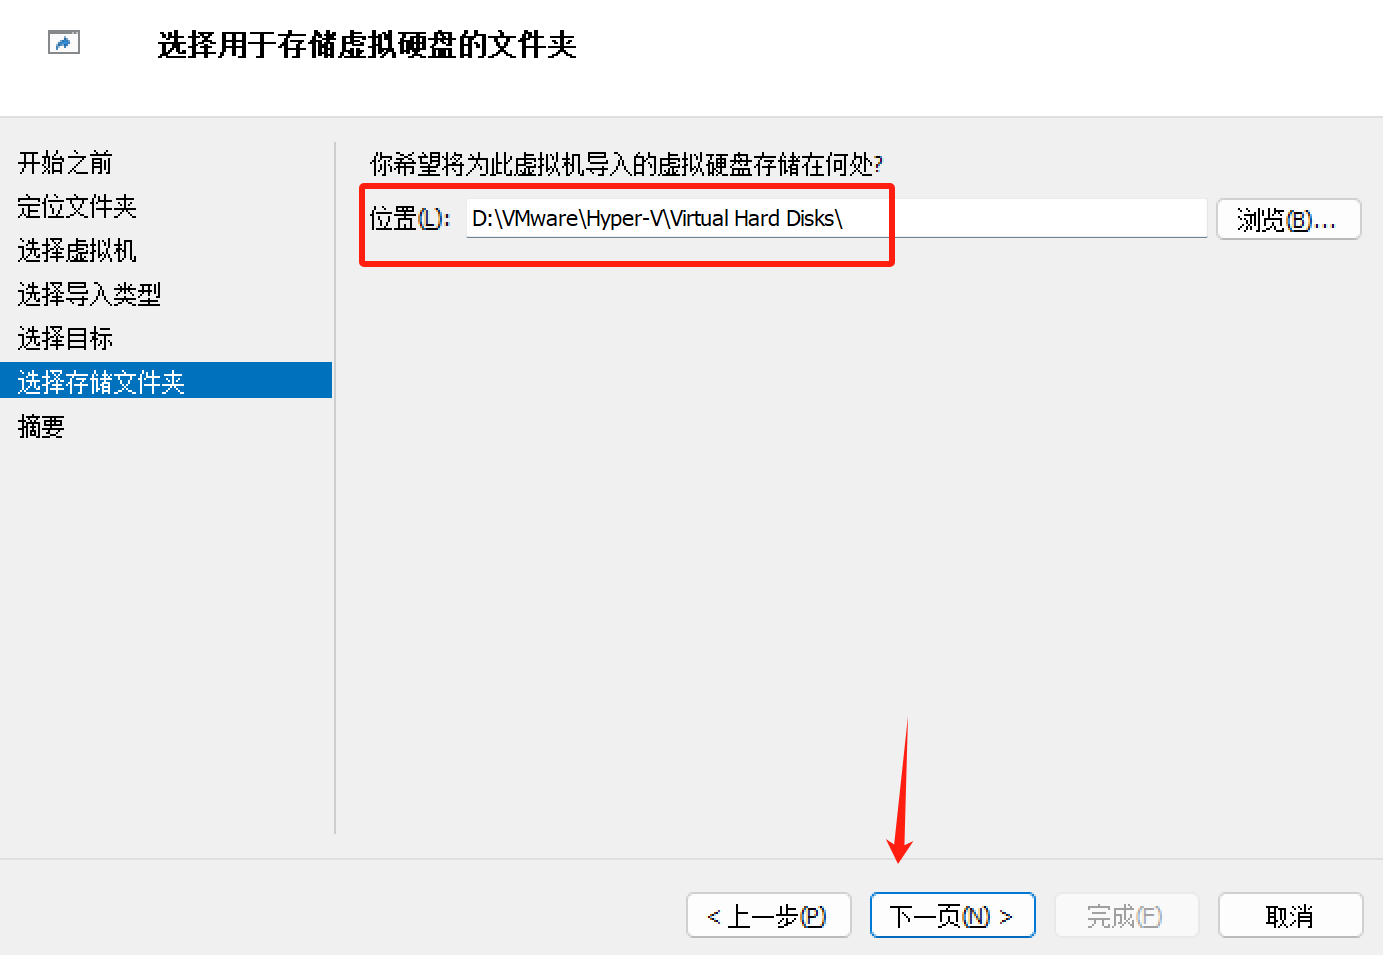 选择用于存储虚拟硬盘的文件夹
开始之前
定位文件夹
选择虚拟机
选择导入类型
选择目标
选择存储文件夹
摘要
你希望将为此虚拟机导入的虚拟硬盘存储在何处?
位置(L): D:\VMware\Hyper-V\Virtual Hard Disks\ 浏览(B)...
< 上一步(P) 下一页(N) > 完成(F) 取消